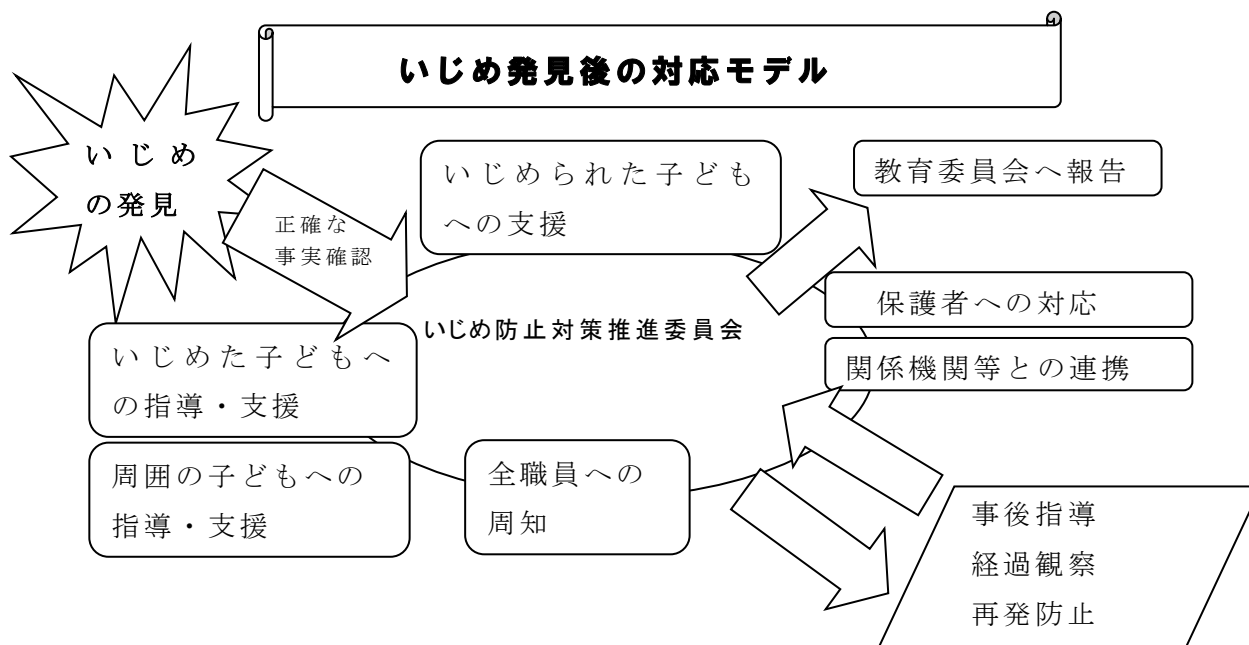 いじめ発見後の対応モデル
いじめ
の発見
正確な
事実確認
いじめられた子ども
への支援
教育委員会へ報告
保護者への対応
関係機関等との連携
いじめ防止対策推進委員会
いじめた子どもへ
の指導・支援
周囲の子どもへの
指導・支援
全職員への
周知
事後指導
経過観察
再発防止